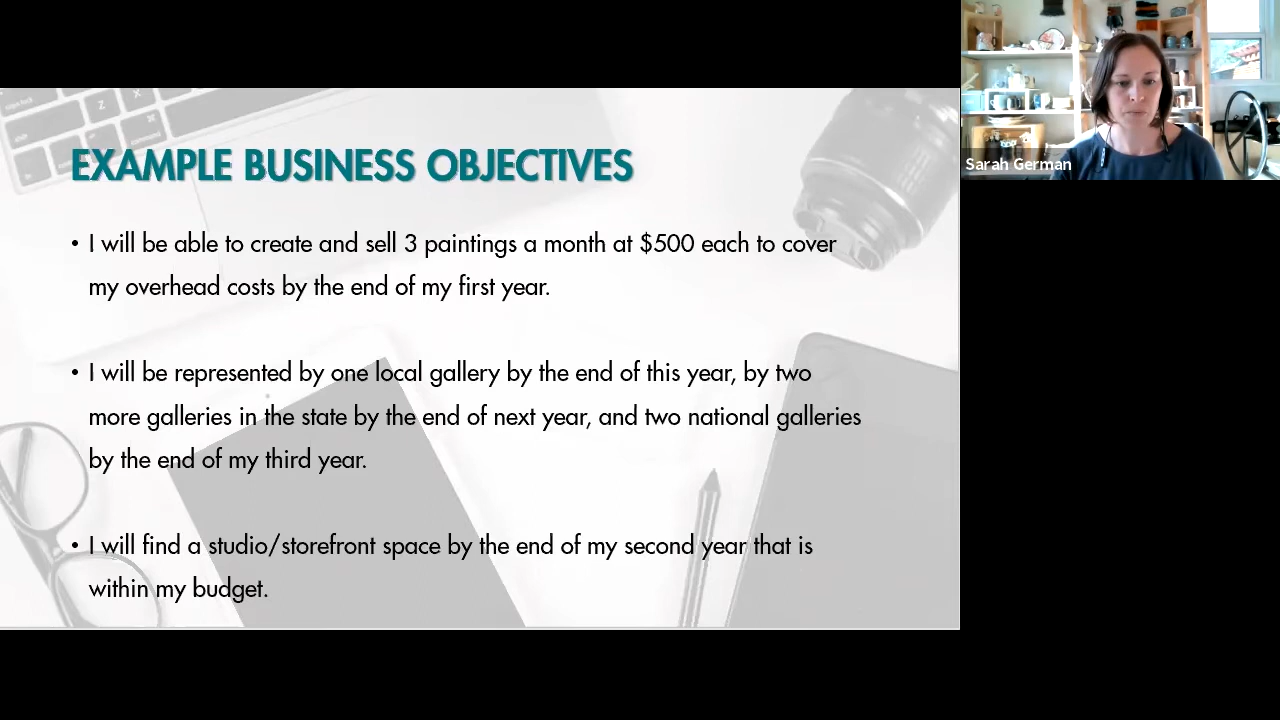 EXAMPLE BUSINESS OBJECTIVES
• I will be able to create and sell 3 paintings a month at $500 each to cover
my overhead costs by the end of my first year.
• I will be represented by one local gallery by the end of this year, by two
more galleries in the state by the end of next year, and two national galleries
by the end of my third year.
• I will find a studio/storefront space by the end of my second year that is
within my budget.
Sarah German
Z
X
command